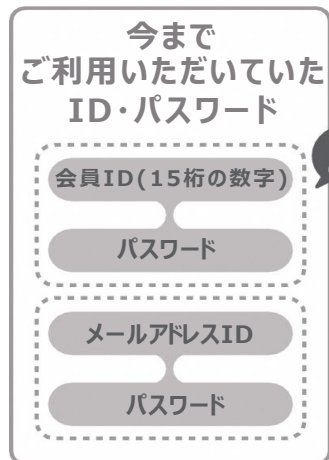 今まで
ご利用いただいていた
ID・パスワード
会員ID(15桁の数字)
パスワード
メールアドレスID
パスワード